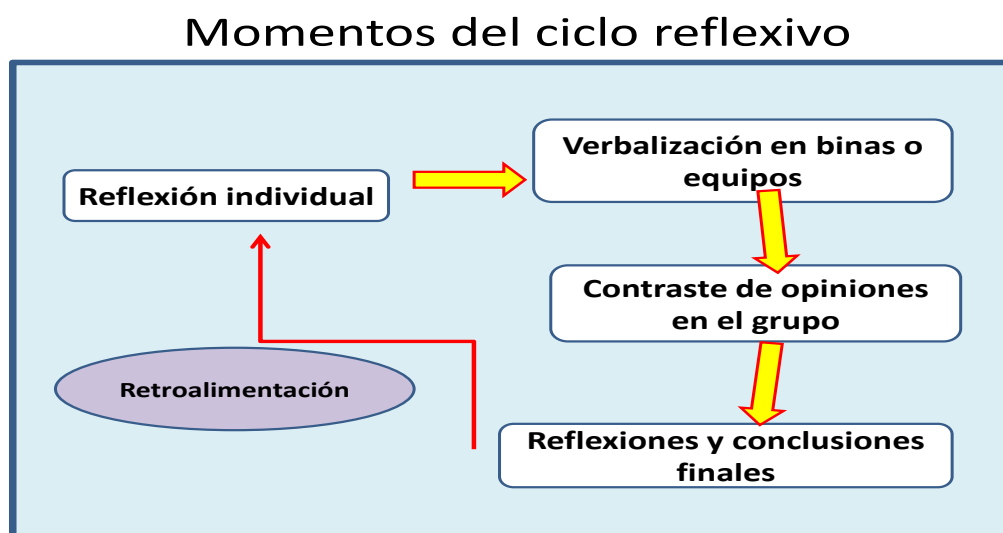 Momentos del ciclo reflexivo
Reflexión individual
Verbalización en binas o
equipos
Contraste de opiniones
en el grupo
Reflexiones y conclusiones
finales
Retroalimentación